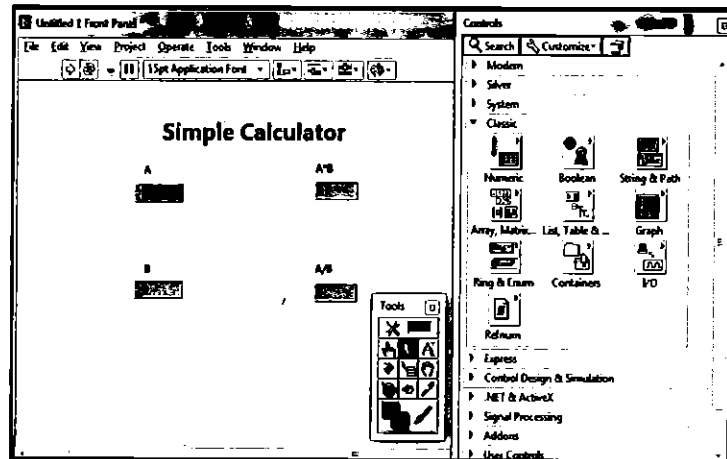 Untitled 1 Front Panel
File Edit View Project Operate Tools Window Help
15pt Application Font
Simple Calculator
A
A*B
B
A/B
Tools
Controls
Search
Customize
Modern
Silver
System
Classic
Numeric
Boolean
String & Path
Array, Matrix...
List, Table & ...
Graph
Ring & Enum
Containers
I/O
Refnum
Express
Control Design & Simulation
.NET & ActiveX
Signal Processing
Addons
User Controls